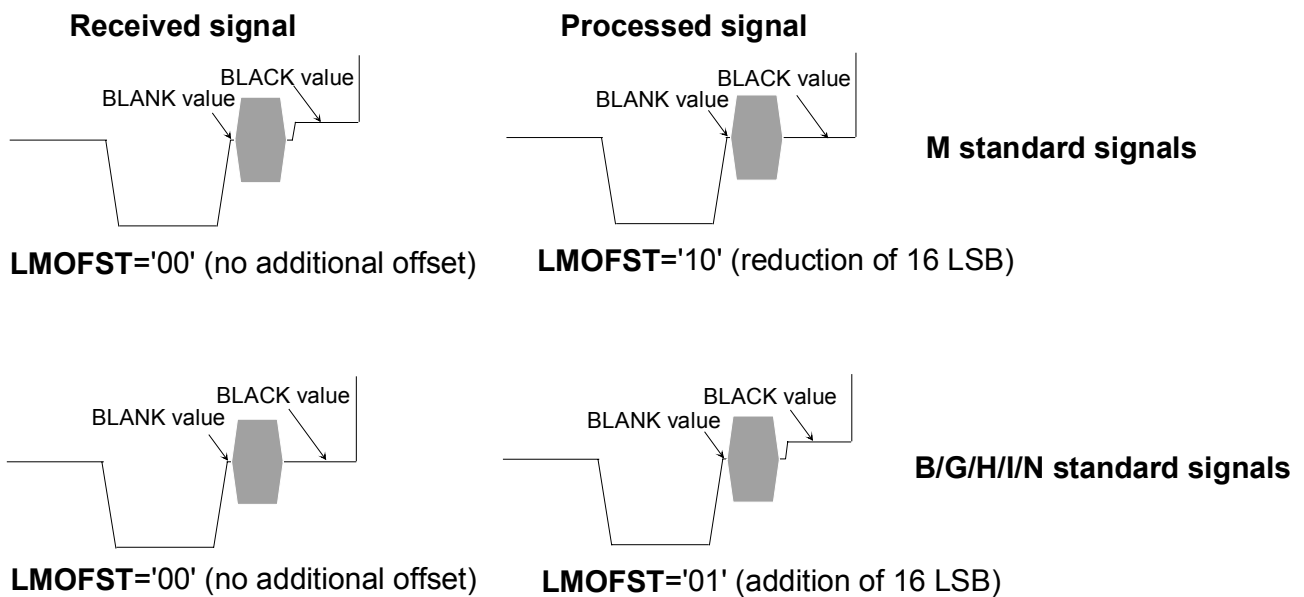 Received signal
Processed signal
BLACK value
BLANK value
BLACK value
BLANK value
M standard signals
LMOFST='00' (no additional offset)
LMOFST='10' (reduction of 16 LSB)
BLACK value
BLANK value
BLACK value
BLANK value
B/G/H/I/N standard signals
LMOFST='00' (no additional offset)
LMOFST='01' (addition of 16 LSB)